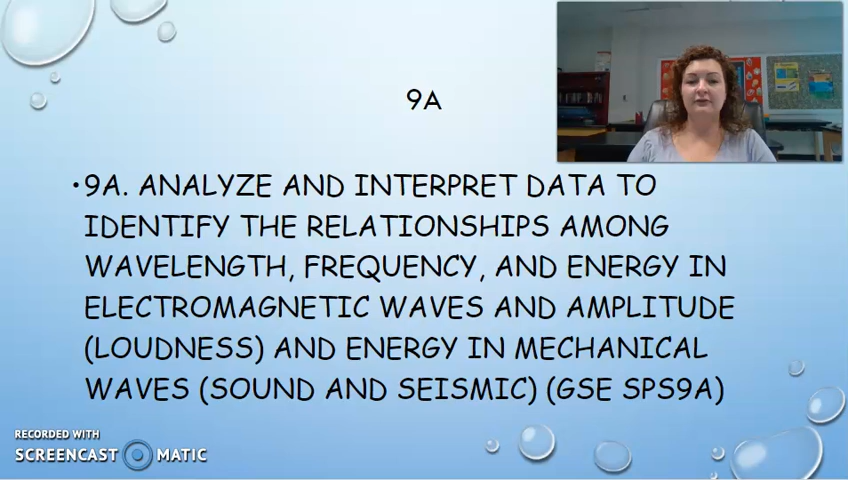 9A
•9A. ANALYZE AND INTERPRET DATA TO
IDENTIFY THE RELATIONSHIPS AMONG
WAVELENGTH, FREQUENCY, AND ENERGY IN
ELECTROMAGNETIC WAVES AND AMPLITUDE
(LOUDNESS) AND ENERGY IN MECHANICAL
WAVES (SOUND AND SEISMIC) (GSE SPS9A)
RECORDED WITH
SCREENCAST MATIC